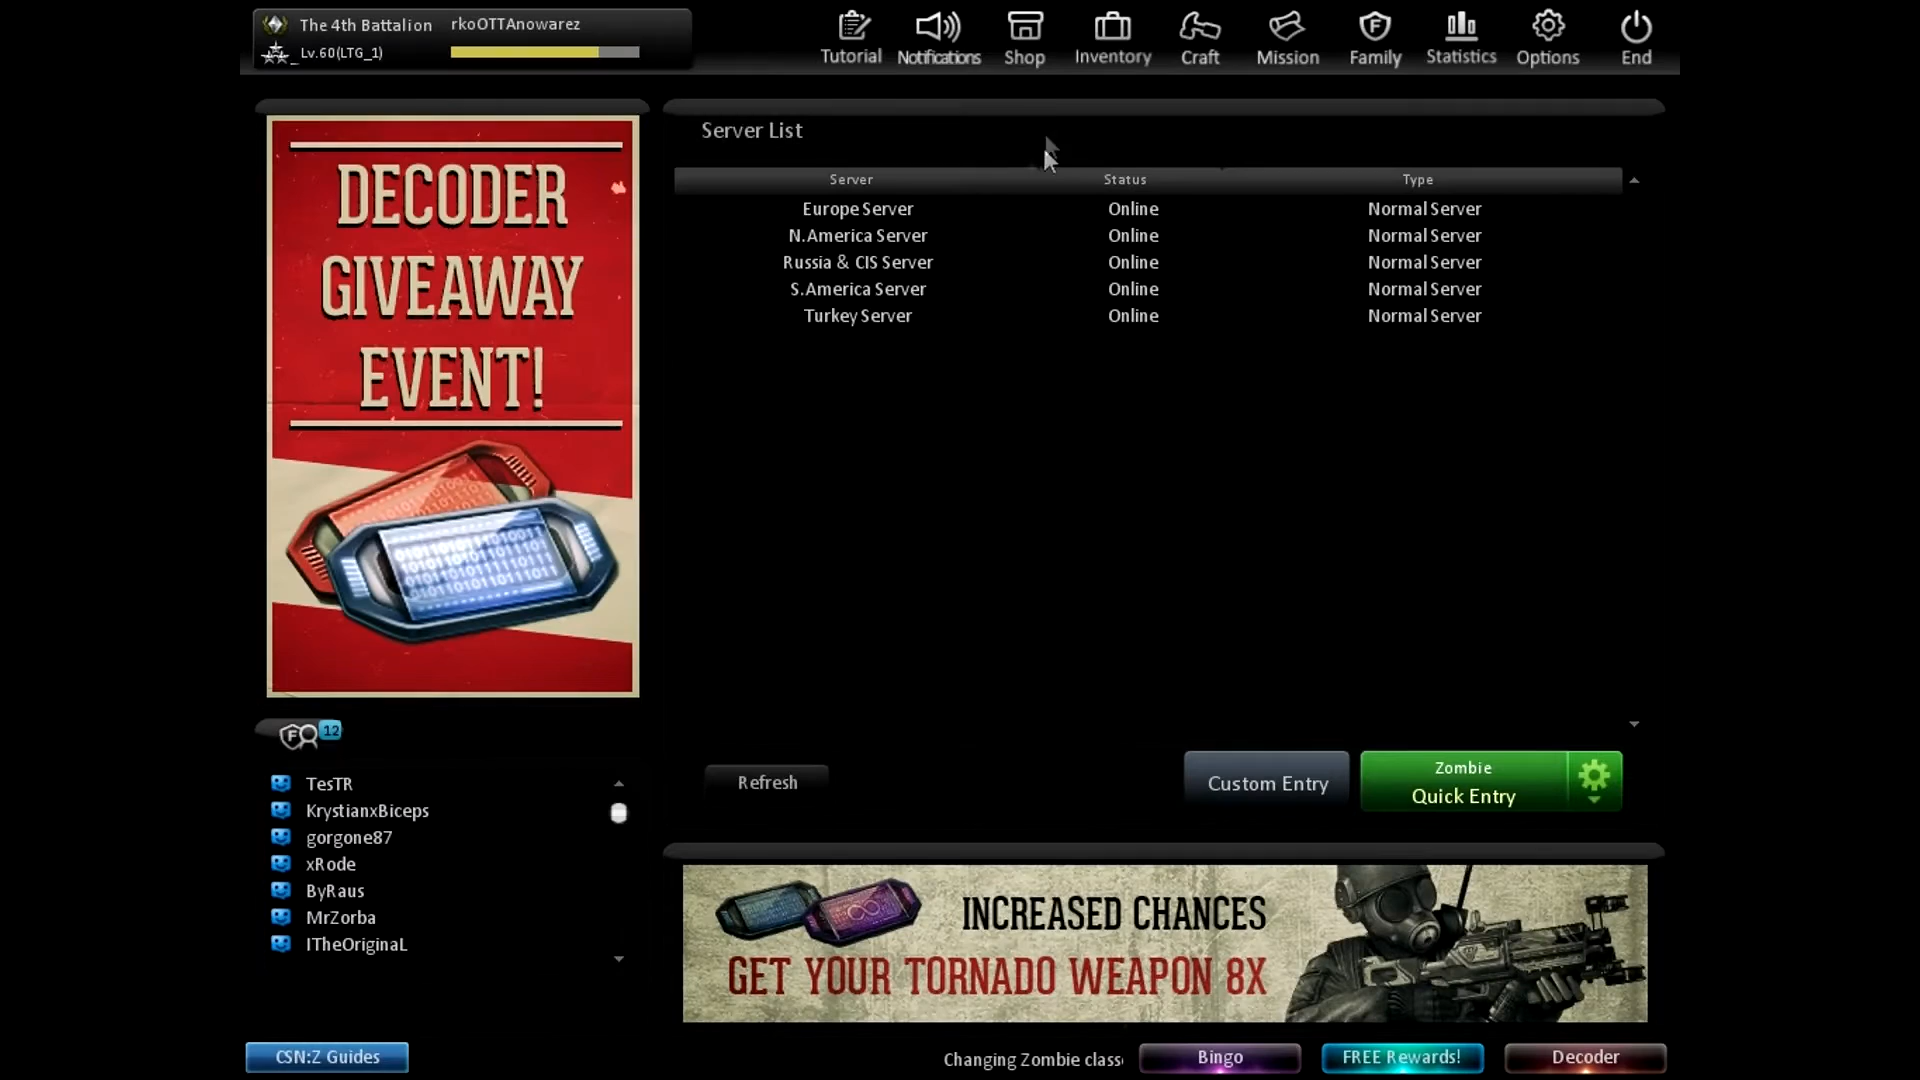 The 4th Battalion rkoOTTAnowarez
Lv.60(LTG_1)
Tutorial Notifications Shop Inventory Craft Mission Family Statistics Options End
DECODER
GIVEAWAY
EVENT!
Server List
Server Status Type
Europe Server Online Normal Server
N.America Server Online Normal Server
Russia & CIS Server Online Normal Server
S.America Server Online Normal Server
Turkey Server Online Normal Server
12
TesTR
KrystianxBiceps
gorgone87
xRode
ByRaus
MrZorba
ITheOriginaL
Refresh
Custom Entry
Zombie
Quick Entry
INCREASED CHANCES
GET YOUR TORNADO WEAPON 8X
CSN:Z Guides
Changing Zombie class
Bingo
FREE Rewards!
Decoder